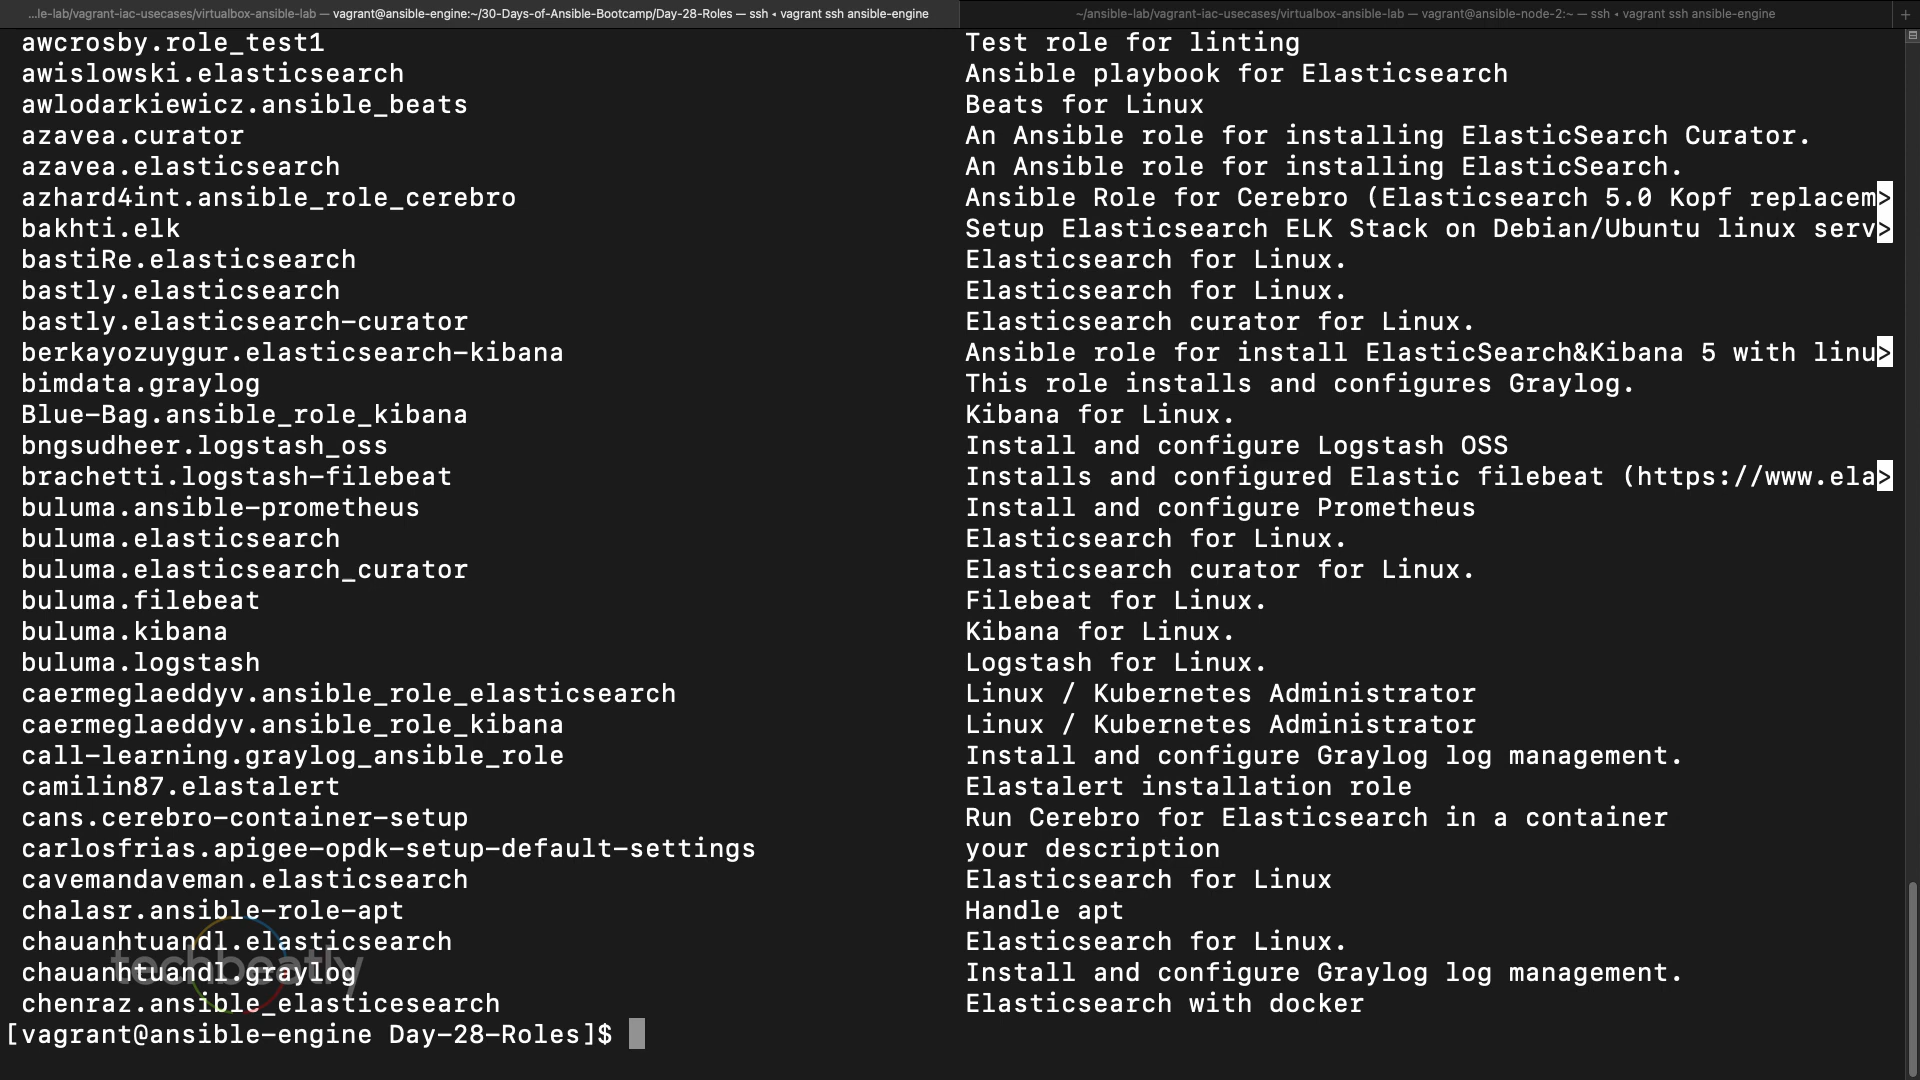 ...le-lab/vagrant-iac-usecases/virtualbox-ansible-lab — vagrant@ansible-engine:~/30-Days-of-Ansible-Bootcamp/Day-28-Roles — ssh ◂ vagrant ssh ansible-engine
~/ansible-lab/vagrant-iac-usecases/virtualbox-ansible-lab — vagrant@ansible-node-2:~ — ssh ◂ vagrant ssh ansible-engine +
awcrosby.role_test1 Test role for linting
awislowski.elasticsearch Ansible playbook for Elasticsearch
awlodarkiewicz.ansible_beats Beats for Linux
azavea.curator An Ansible role for installing ElasticSearch Curator.
azavea.elasticsearch An Ansible role for installing ElasticSearch.
azhard4int.ansible_role_cerebro Ansible Role for Cerebro (Elasticsearch 5.0 Kopf replacem>
bakhti.elk Setup Elasticsearch ELK Stack on Debian/Ubuntu linux serv>
bastiRe.elasticsearch Elasticsearch for Linux.
bastly.elasticsearch Elasticsearch for Linux.
bastly.elasticsearch-curator Elasticsearch curator for Linux.
berkayozuygur.elasticsearch-kibana Ansible role for install ElasticSearch&Kibana 5 with linu>
bimdata.graylog This role installs and configures Graylog.
Blue-Bag.ansible_role_kibana Kibana for Linux.
bngsudheer.logstash_oss Install and configure Logstash OSS
brachetti.logstash-filebeat Installs and configured Elastic filebeat (https://www.ela>
buluma.ansible-prometheus Install and configure Prometheus
buluma.elasticsearch Elasticsearch for Linux.
buluma.elasticsearch_curator Elasticsearch curator for Linux.
buluma.filebeat Filebeat for Linux.
buluma.kibana Kibana for Linux.
buluma.logstash Logstash for Linux.
caermeglaeddyv.ansible_role_elasticsearch Linux / Kubernetes Administrator
caermeglaeddyv.ansible_role_kibana Linux / Kubernetes Administrator
call-learning.graylog_ansible_role Install and configure Graylog log management.
camilin87.elastalert Elastalert installation role
cans.cerebro-container-setup Run Cerebro for Elasticsearch in a container
carlosfrias.apigee-opdk-setup-default-settings your description
cavemandaveman.elasticsearch Elasticsearch for Linux
chalasr.ansible-role-apt Handle apt
chauanhtuandl.elasticsearch Elasticsearch for Linux.
techbeatly
chauanhtuandl.graylog Install and configure Graylog log management.
chenraz.ansible_elasticesearch Elasticsearch with docker
[vagrant@ansible-engine Day-28-Roles]$